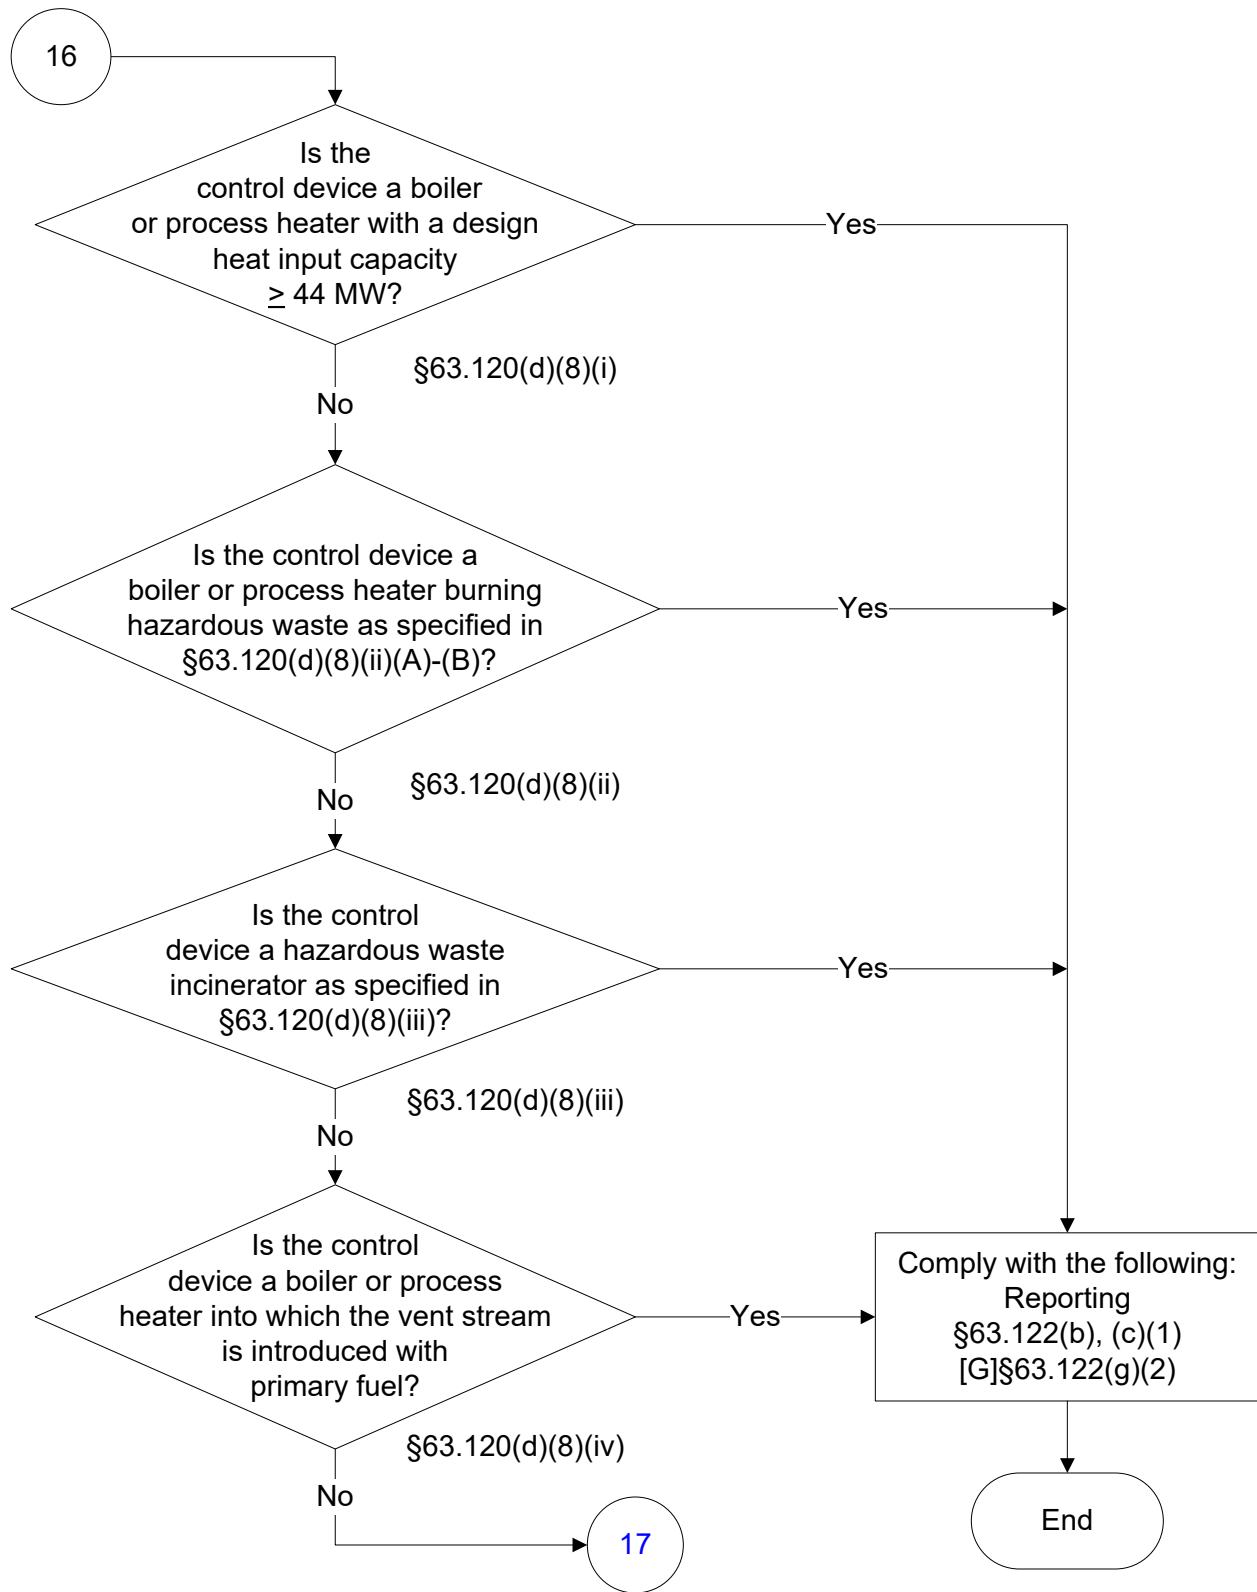 16
Is the
control device a boiler
or process heater with a design
heat input capacity
≥ 44 MW?
Yes
§63.120(d)(8)(i)
No
Is the control device a
boiler or process heater burning
hazardous waste as specified in
§63.120(d)(8)(ii)(A)-(B)?
Yes
§63.120(d)(8)(ii)
No
Is the control
device a hazardous waste
incinerator as specified in
§63.120(d)(8)(iii)?
Yes
§63.120(d)(8)(iii)
No
Is the control
device a boiler or process
heater into which the vent stream
is introduced with
primary fuel?
Yes
Comply with the following:
Reporting
§63.122(b), (c)(1)
[G]§63.122(g)(2)
§63.120(d)(8)(iv)
No
17
End